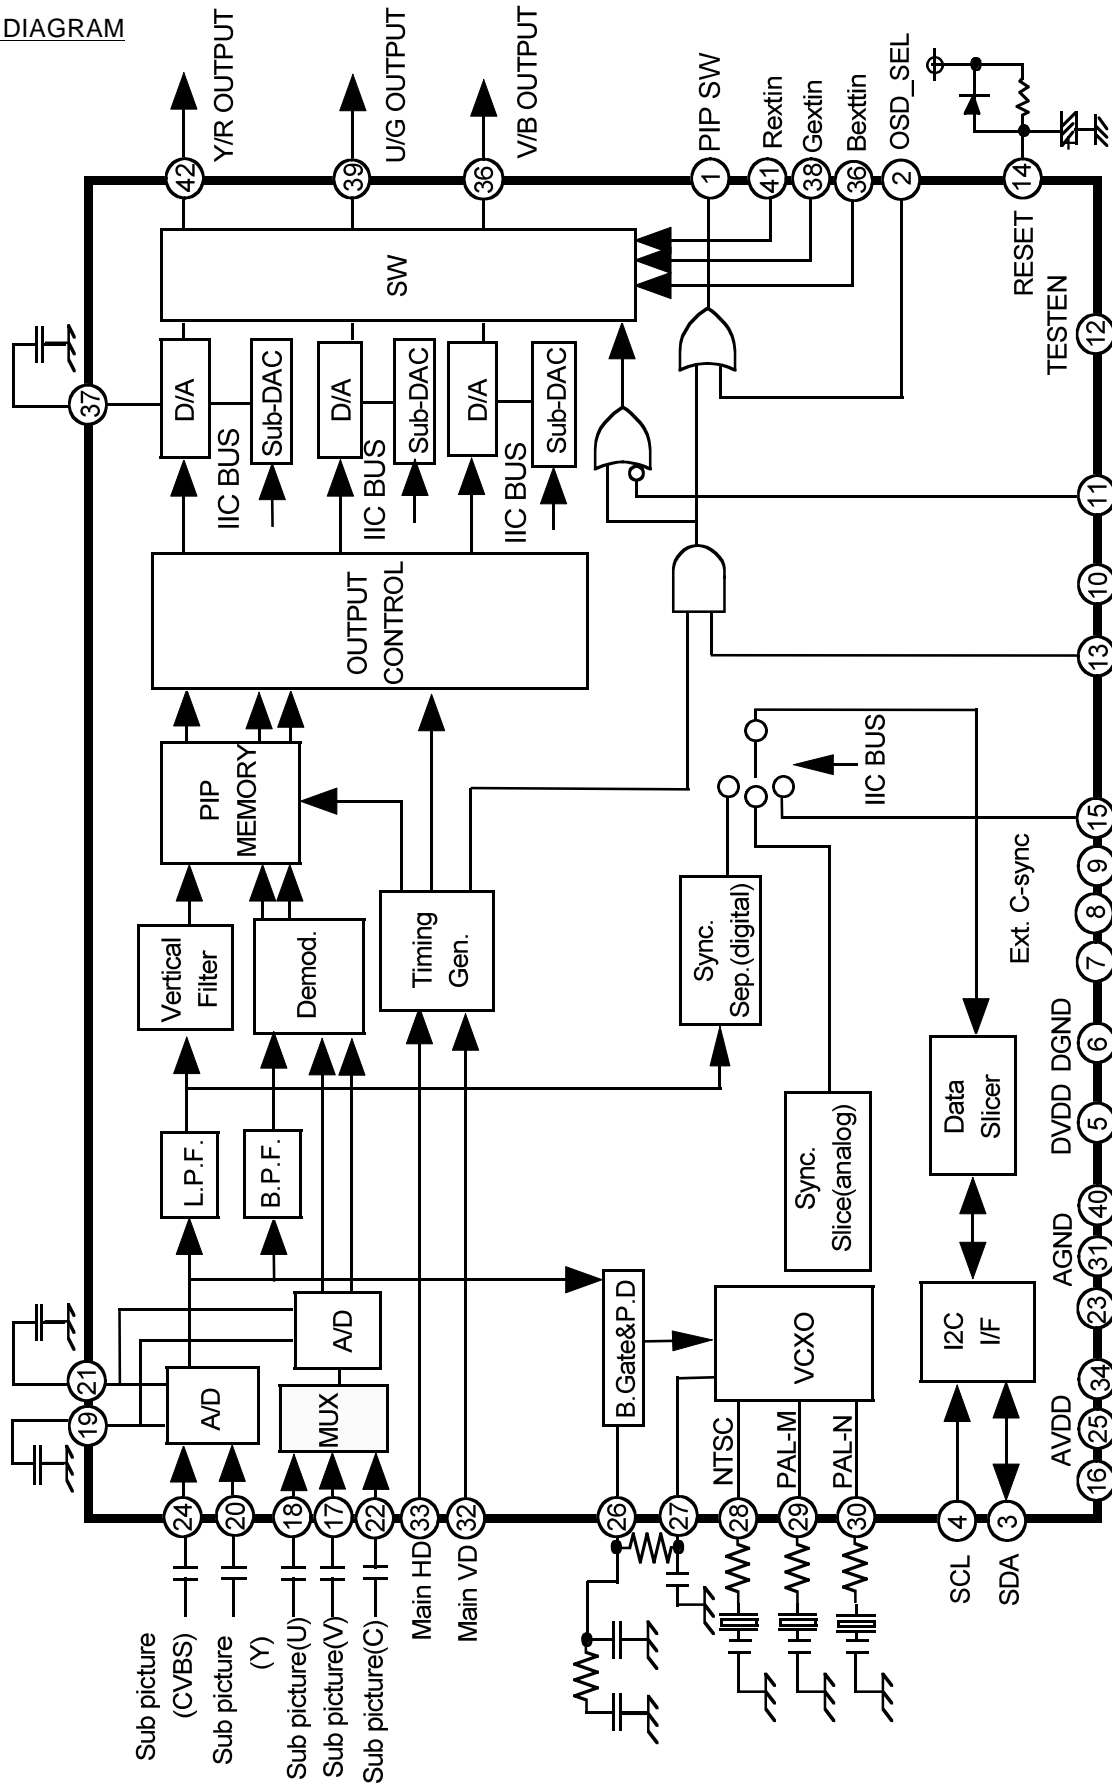 DIAGRAM
Y/R OUTPUT
U/G OUTPUT
V/B OUTPUT
PIP SW
Rextin
Gextin
Bexttin
OSD_SEL
42
39
36
1
41
38
36
2
14
RESET
TESTEN
12
SW
37
D/A
Sub-DAC
D/A
Sub-DAC
D/A
Sub-DAC
IIC BUS
IIC BUS
IIC BUS
11
10
13
OUTPUT
CONTROL
PIP
MEMORY
IIC BUS
15
9
8
7
Ext. C-sync
Vertical
Filter
Demod.
Timing
Gen.
Sync.
Sep.(digital)
DVDD
DGND
6
5
L.P.F.
B.P.F.
Sync.
Slice(analog)
Data
Slicer
40
31
23
AGND
21
19
A/D
A/D
MUX
B.Gate&P.D
VCXO
I2C
I/F
NTSC
PAL-M
PAL-N
34
25
16
AVDD
24
20
18
17
22
33
32
26
27
28
29
30
4
3
Sub picture
(CVBS)
Sub picture
(Y)
Sub picture(U)
Sub picture(V)
Sub picture(C)
Main HD
Main VD
SCL
SDA